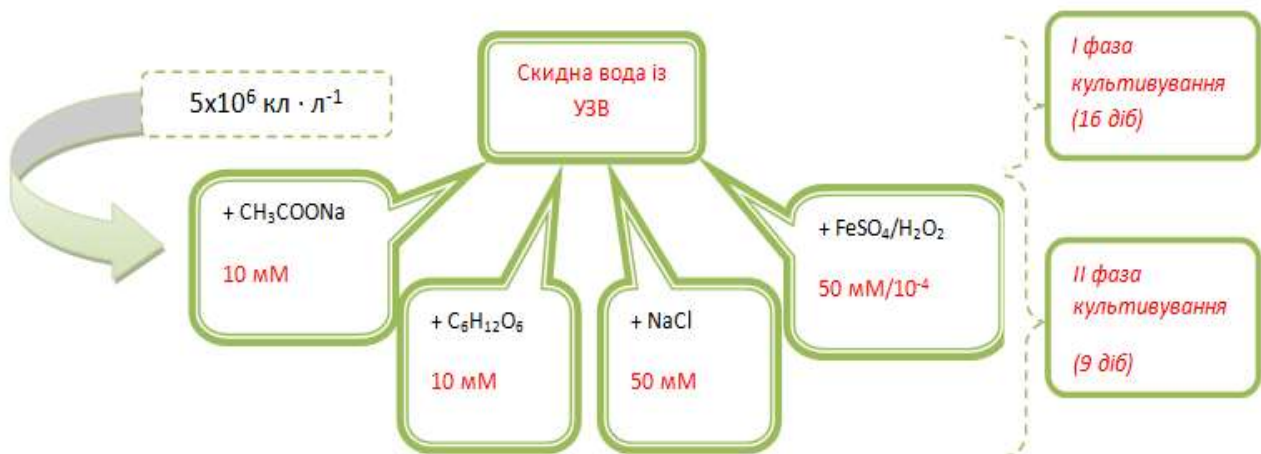 5x10⁶ кл · л⁻¹
Скидна вода із
УЗВ
І фаза
культивування
(16 діб)
+ CH₃COONa
10 мМ
+ C₆H₁₂O₆
10 мМ
+ NaCl
50 мМ
+ FeSO₄/H₂O₂
50 мМ/10⁻⁴
ІІ фаза
культивування
(9 діб)